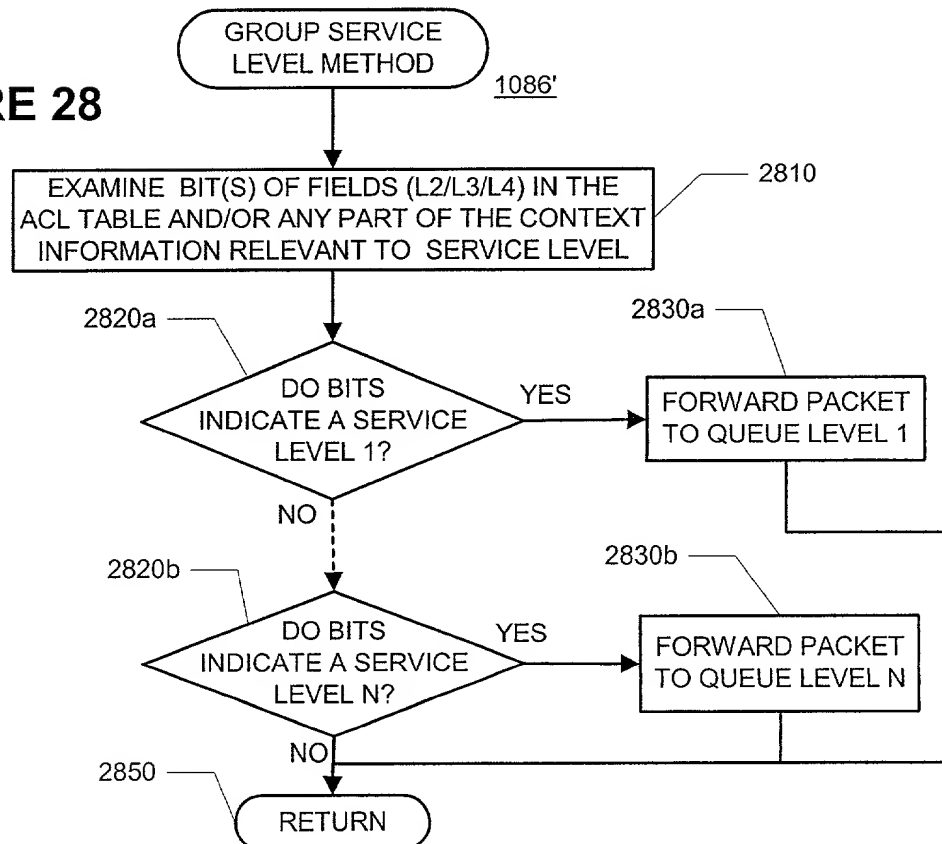 GROUP SERVICE
LEVEL METHOD
1086'
RE 28
EXAMINE BIT(S) OF FIELDS (L2/L3/L4) IN THE
ACL TABLE AND/OR ANY PART OF THE CONTEXT
INFORMATION RELEVANT TO SERVICE LEVEL
2810
2820a
DO BITS
INDICATE A SERVICE
LEVEL 1?
YES
2830a
FORWARD PACKET
TO QUEUE LEVEL 1
NO
2820b
DO BITS
INDICATE A SERVICE
LEVEL N?
YES
2830b
FORWARD PACKET
TO QUEUE LEVEL N
NO
2850
RETURN